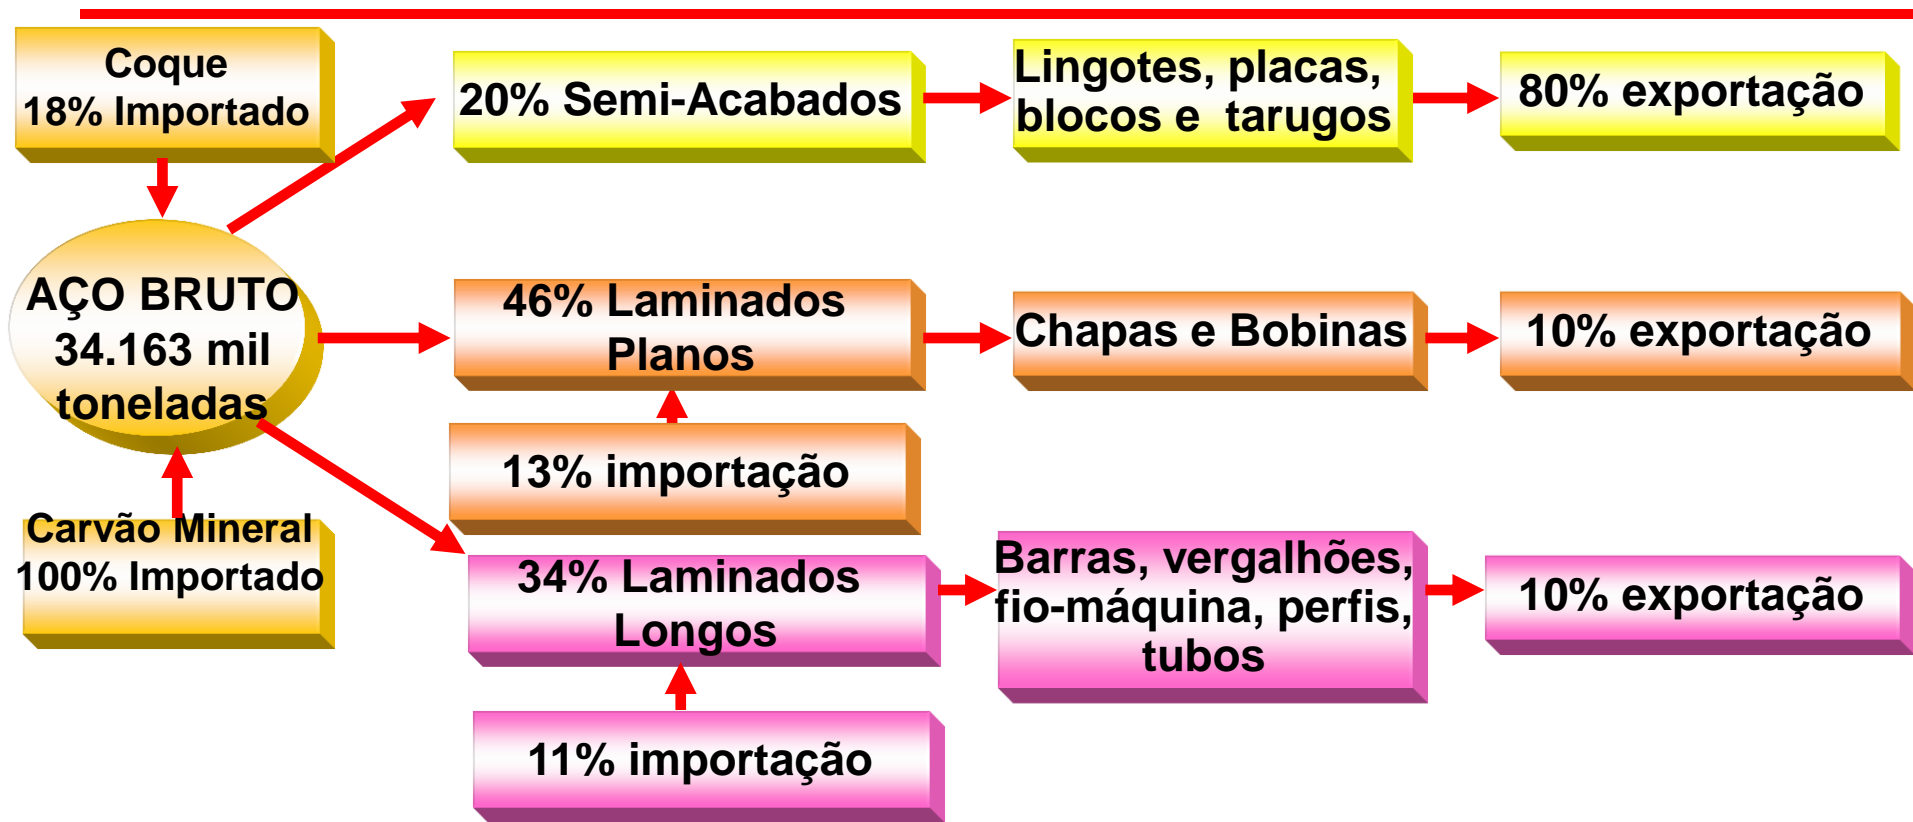 Coque
18% Importado
20% Semi-Acabados
Lingotes, placas,
blocos e tarugos
80% exportação
AÇO BRUTO
34.163 mil
toneladas
46% Laminados
Planos
Chapas e Bobinas
10% exportação
13% importação
Carvão Mineral
100% Importado
34% Laminados
Longos
Barras, vergalhões,
fio-máquina, perfis,
tubos
10% exportação
11% importação